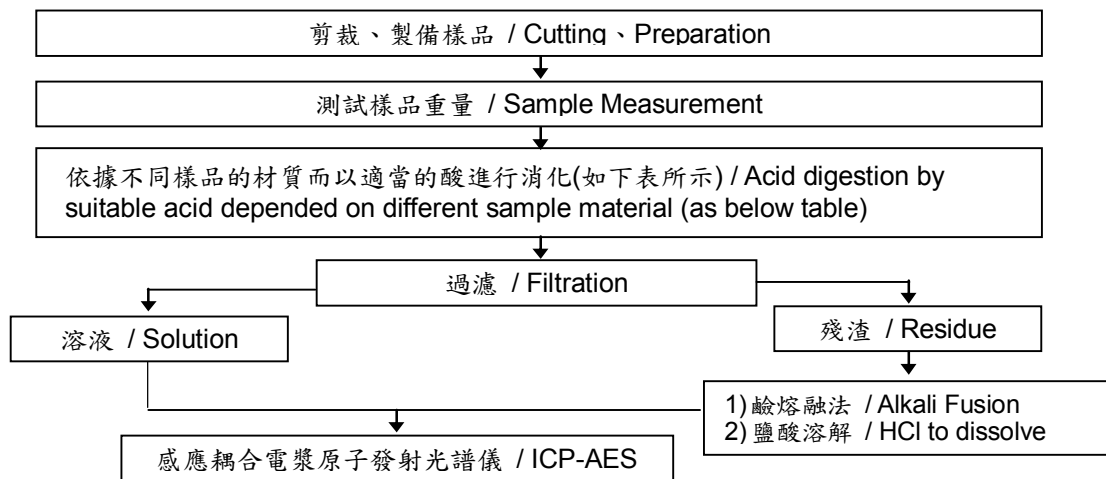 剪裁、製備樣品 / Cutting、Preparation
測試樣品重量 / Sample Measurement
依據不同樣品的材質而以適當的酸進行消化(如下表所示) / Acid digestion by
suitable acid depended on different sample material (as below table)
過濾 / Filtration
溶液 / Solution
殘渣 / Residue
1) 鹼熔融法 / Alkali Fusion
2) 鹽酸溶解 / HCl to dissolve
感應耦合電漿原子發射光譜儀 / ICP-AES